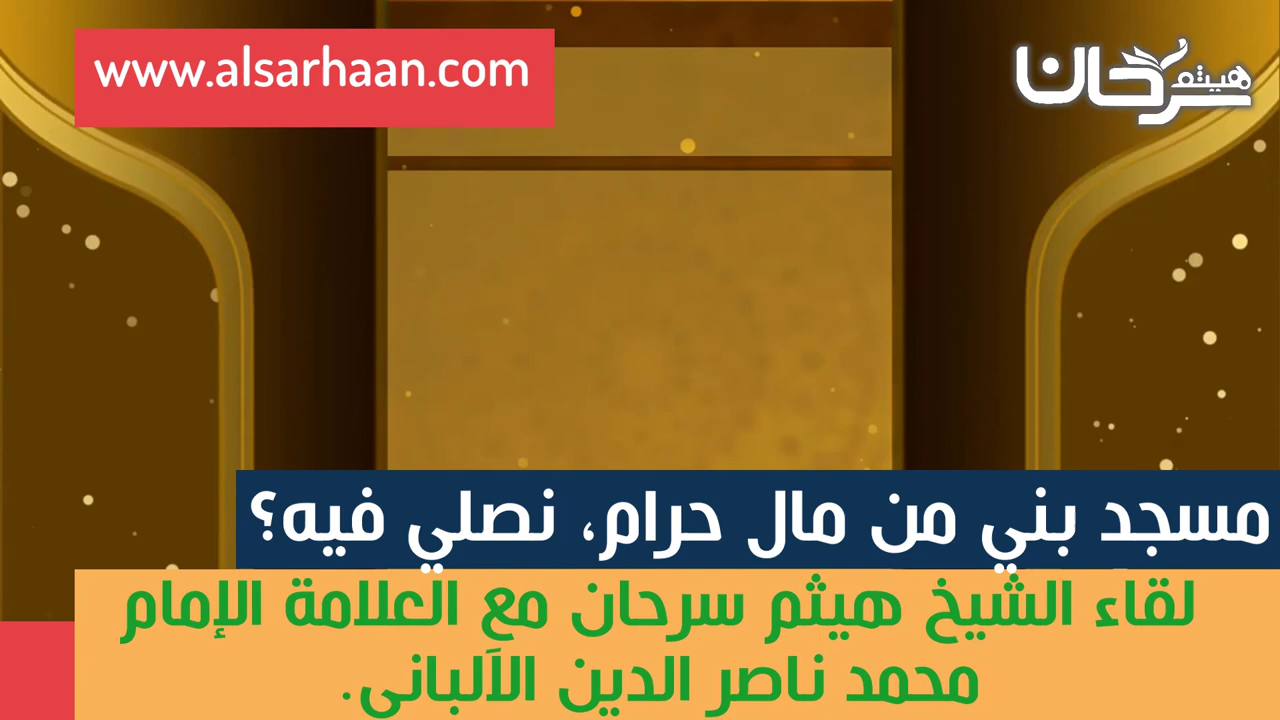 www.alsarhaan.com
هيثم سرحان
مسجد بني من مال حرام، نصلي فيه؟
لقاء الشيخ هيثم سرحان مع العلامة الإمام
محمد ناصر الدين الألباني.